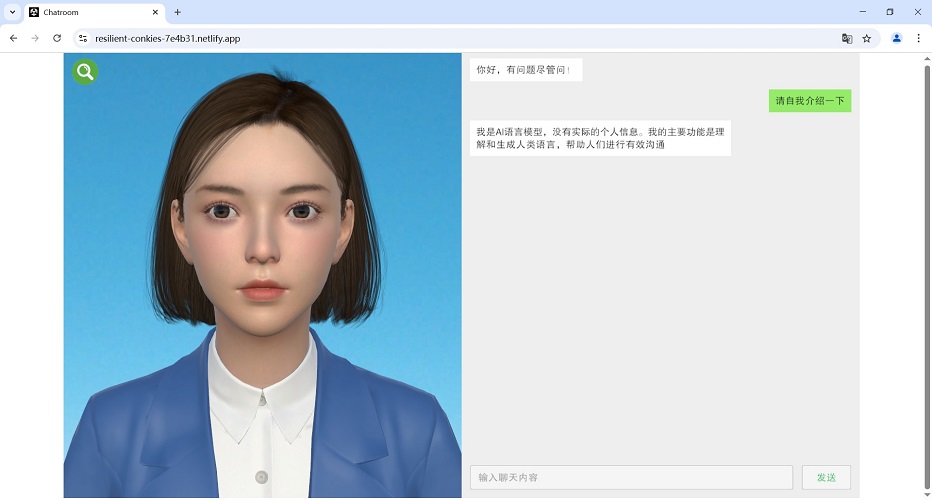 Chatroom
resilient-conkies-7e4b31.netlify.app
你好，有问题尽管问！
请自我介绍一下
我是AI语言模型，没有实际的个人信息。我的主要功能是理
解和生成人类语言，帮助人们进行有效沟通
输入聊天内容
发送